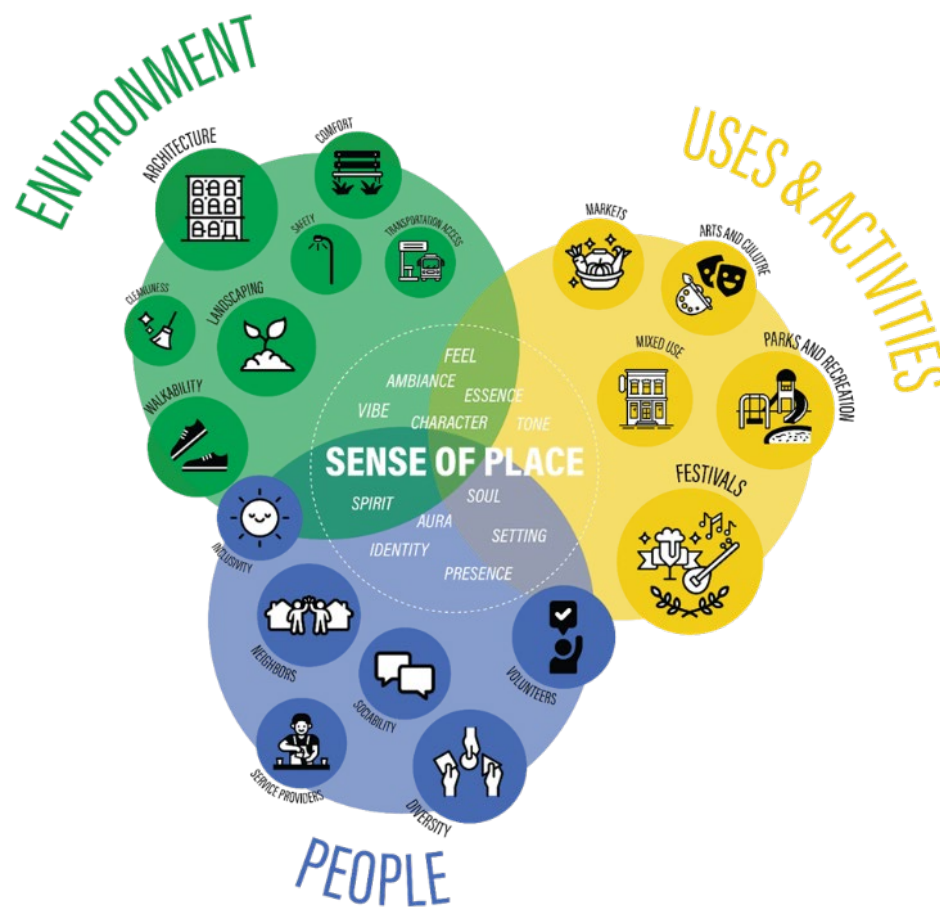 ENVIRONMENT
ARCHITECTURE
COMFORT
SAFETY
TRANSPORTATION ACCESS
CLEANLINESS
LANDSCAPING
WALKABILITY
USES & ACTIVITIES
MARKETS
ARTS AND CULUTRE
MIXED USE
PARKS AND RECREATION
FESTIVALS
FEEL
AMBIANCE
ESSENCE
VIBE
CHARACTER
TONE
SENSE OF PLACE
SPIRIT
SOUL
AURA
SETTING
IDENTITY
PRESENCE
INCLUSIVITY
NEIGHBORS
SOCIABILITY
VOLUNTEERS
SERVICE PROVIDERS
DIVERSITY
PEOPLE